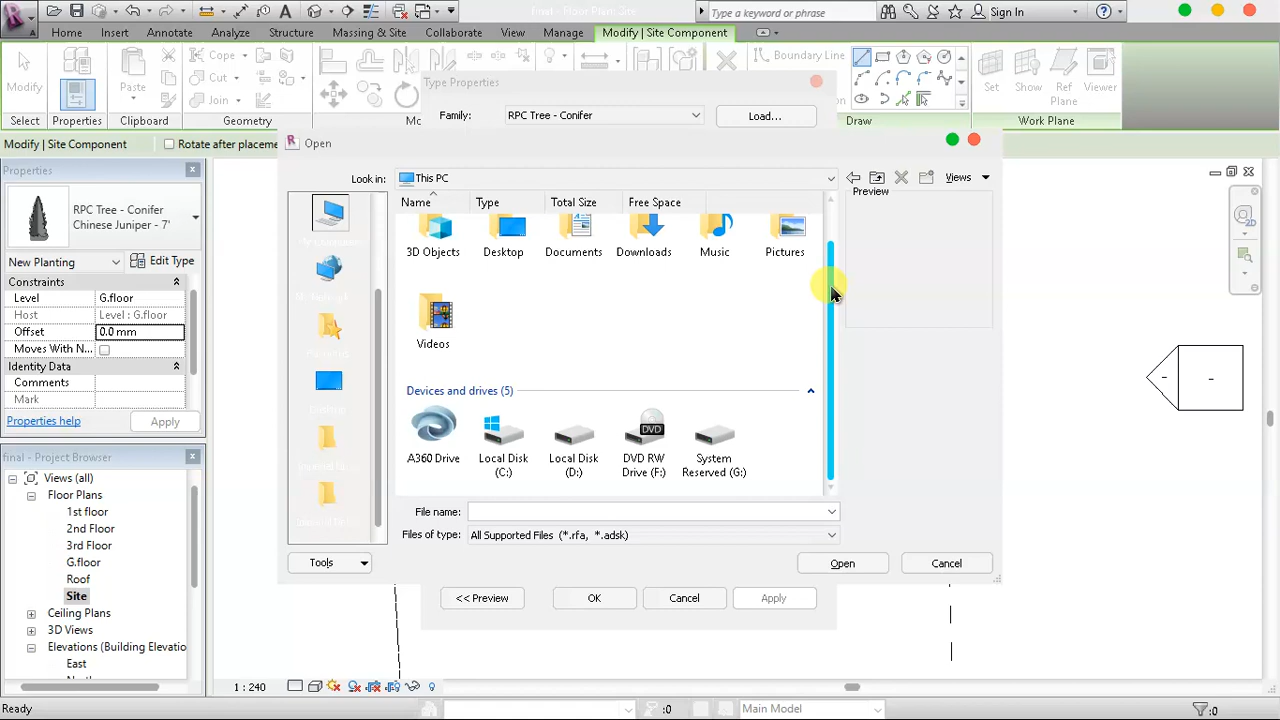 final - Floor Plan: Site
Type a keyword or phrase
Sign In
Home Insert Annotate Analyze Structure Massing & Site Collaborate View Manage Modify | Site Component
Modify
Paste
Cope
Cut
Join
Boundary Line
Set Show Ref Plane Viewer
Select Properties Clipboard Geometry Draw Work Plane
Type Properties
Family: RPC Tree - Conifer Load...
Modify | Site Component Rotate after placeme
Open
Properties
RPC Tree - Conifer
Chinese Juniper - 7'
New Planting Edit Type
Constraints
Level G.floor
Host Level : G.floor
Offset 0.0 mm
Moves With N...
Identity Data
Comments
Mark
Properties help Apply
Look in: This PC Views
Preview
Name Type Total Size Free Space
3D Objects Desktop Documents Downloads Music Pictures
Videos
Devices and drives (5)
A360 Drive Local Disk (C:) Local Disk (D:) DVD RW Drive (F:) System Reserved (G:)
File name:
Files of type: All Supported Files (*.rfa, *.adsk)
Tools Open Cancel
<< Preview OK Cancel Apply
final - Project Browser
Views (all)
Floor Plans
1st floor
2nd Floor
3rd Floor
G.floor
Roof
Site
Ceiling Plans
3D Views
Elevations (Building Elevatio
East
1 : 240
Ready :0 Main Model :0